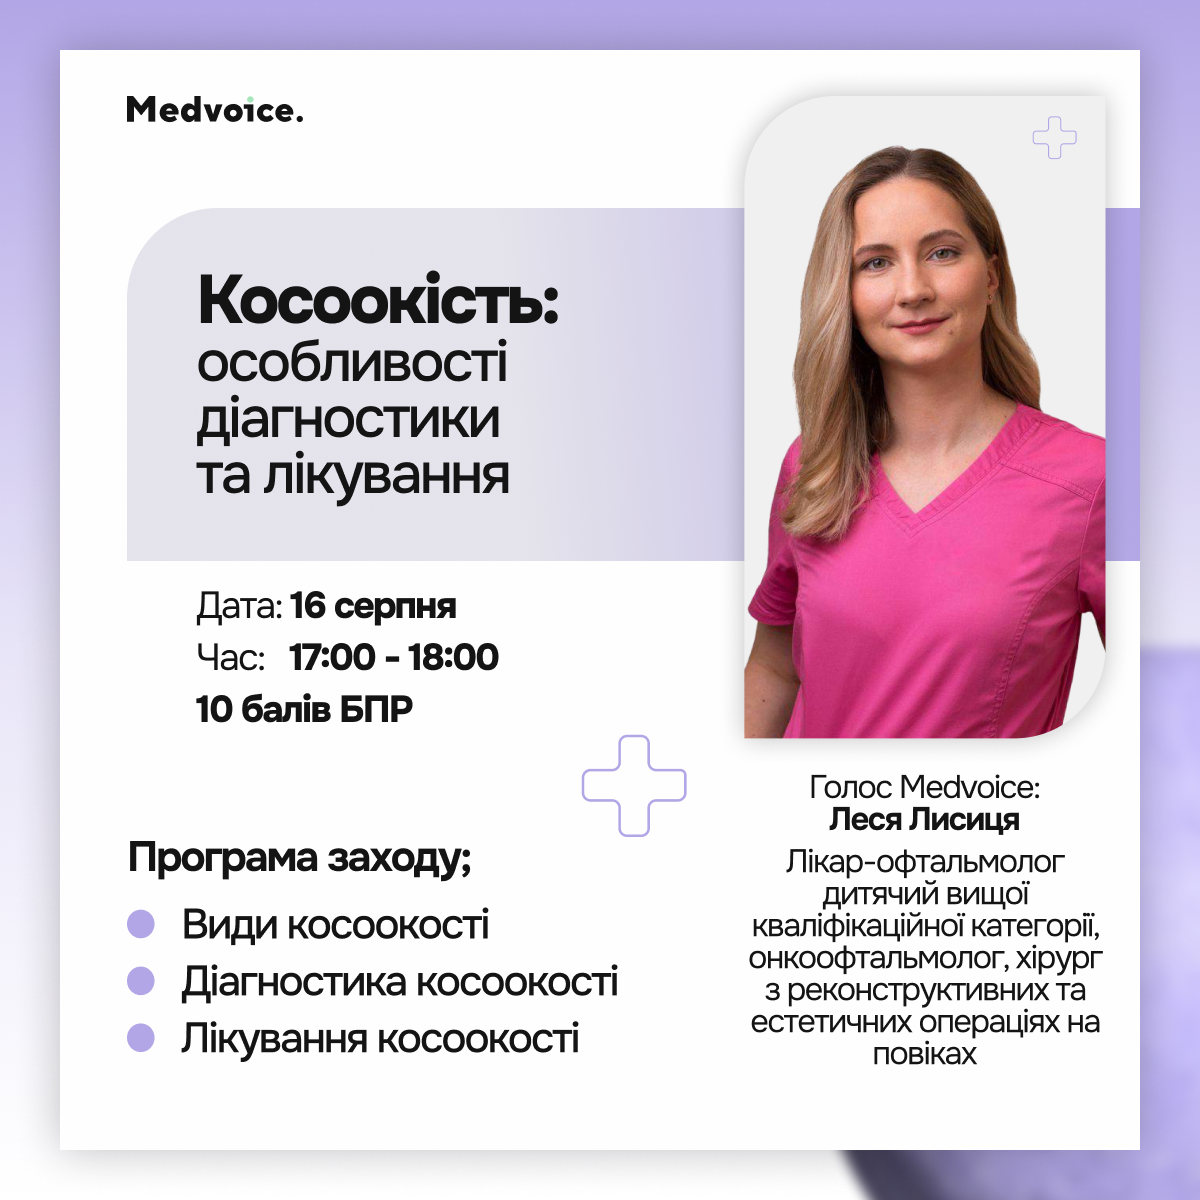 Medvoice.
Косоокість:
особливості
діагностики
та лікування
Дата: 16 серпня
Час: 17:00 - 18:00
10 балів БПР
Програма заходу;
Види косоокості
Діагностика косоокості
Лікування косоокості
Голос Medvoice:
Леся Лисиця
Лікар-офтальмолог
дитячий вищої
кваліфікаційної категорії,
онкоофтальмолог, хірург
з реконструктивних та
естетичних операціях на
повіках